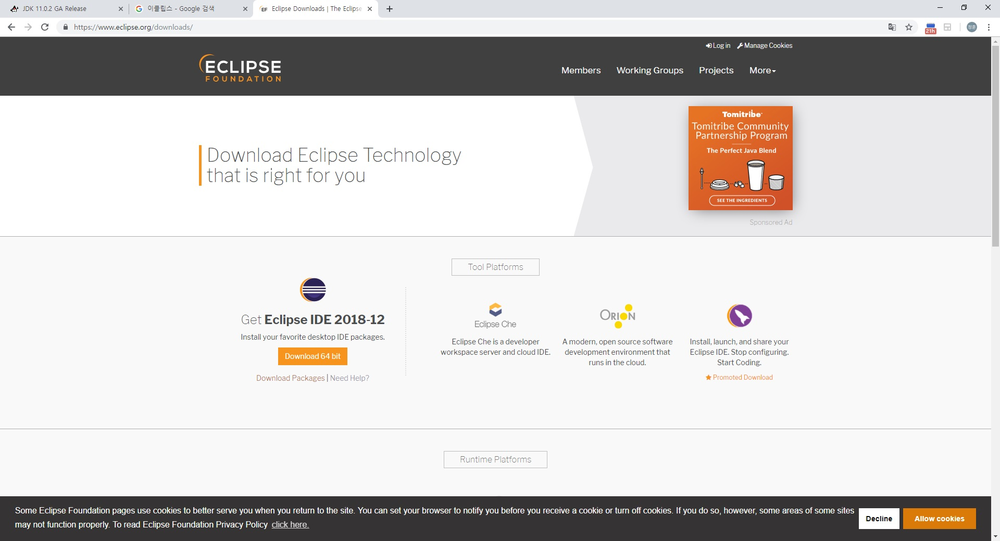 JDK 11.0.2 GA Release
이클립스 - Google 검색
EF Eclipse Downloads | The Eclipse
https://www.eclipse.org/downloads/
21h
정훈
Log in
Manage Cookies
ECLIPSE
FOUNDATION
Members
Working Groups
Projects
More
Download Eclipse Technology
that is right for you
Tomitribe
Tomitribe Community
Partnership Program
The Perfect Java Blend
SEE THE INGREDIENTS
Sponsored Ad
Tool Platforms
Get Eclipse IDE 2018-12
Install your favorite desktop IDE packages.
Download 64 bit
Download Packages | Need Help?
Eclipse Che
Eclipse Che is a developer
workspace server and cloud IDE.
ORION
A modern, open source software
development environment that
runs in the cloud.
Install, launch, and share your
Eclipse IDE. Stop configuring.
Start Coding.
Promoted Download
Runtime Platforms
Some Eclipse Foundation pages use cookies to better serve you when you return to the site. You can set your browser to notify you before you receive a cookie or turn off cookies. If you do so, however, some areas of some sites
may not function properly. To read Eclipse Foundation Privacy Policy click here.
Decline
Allow cookies